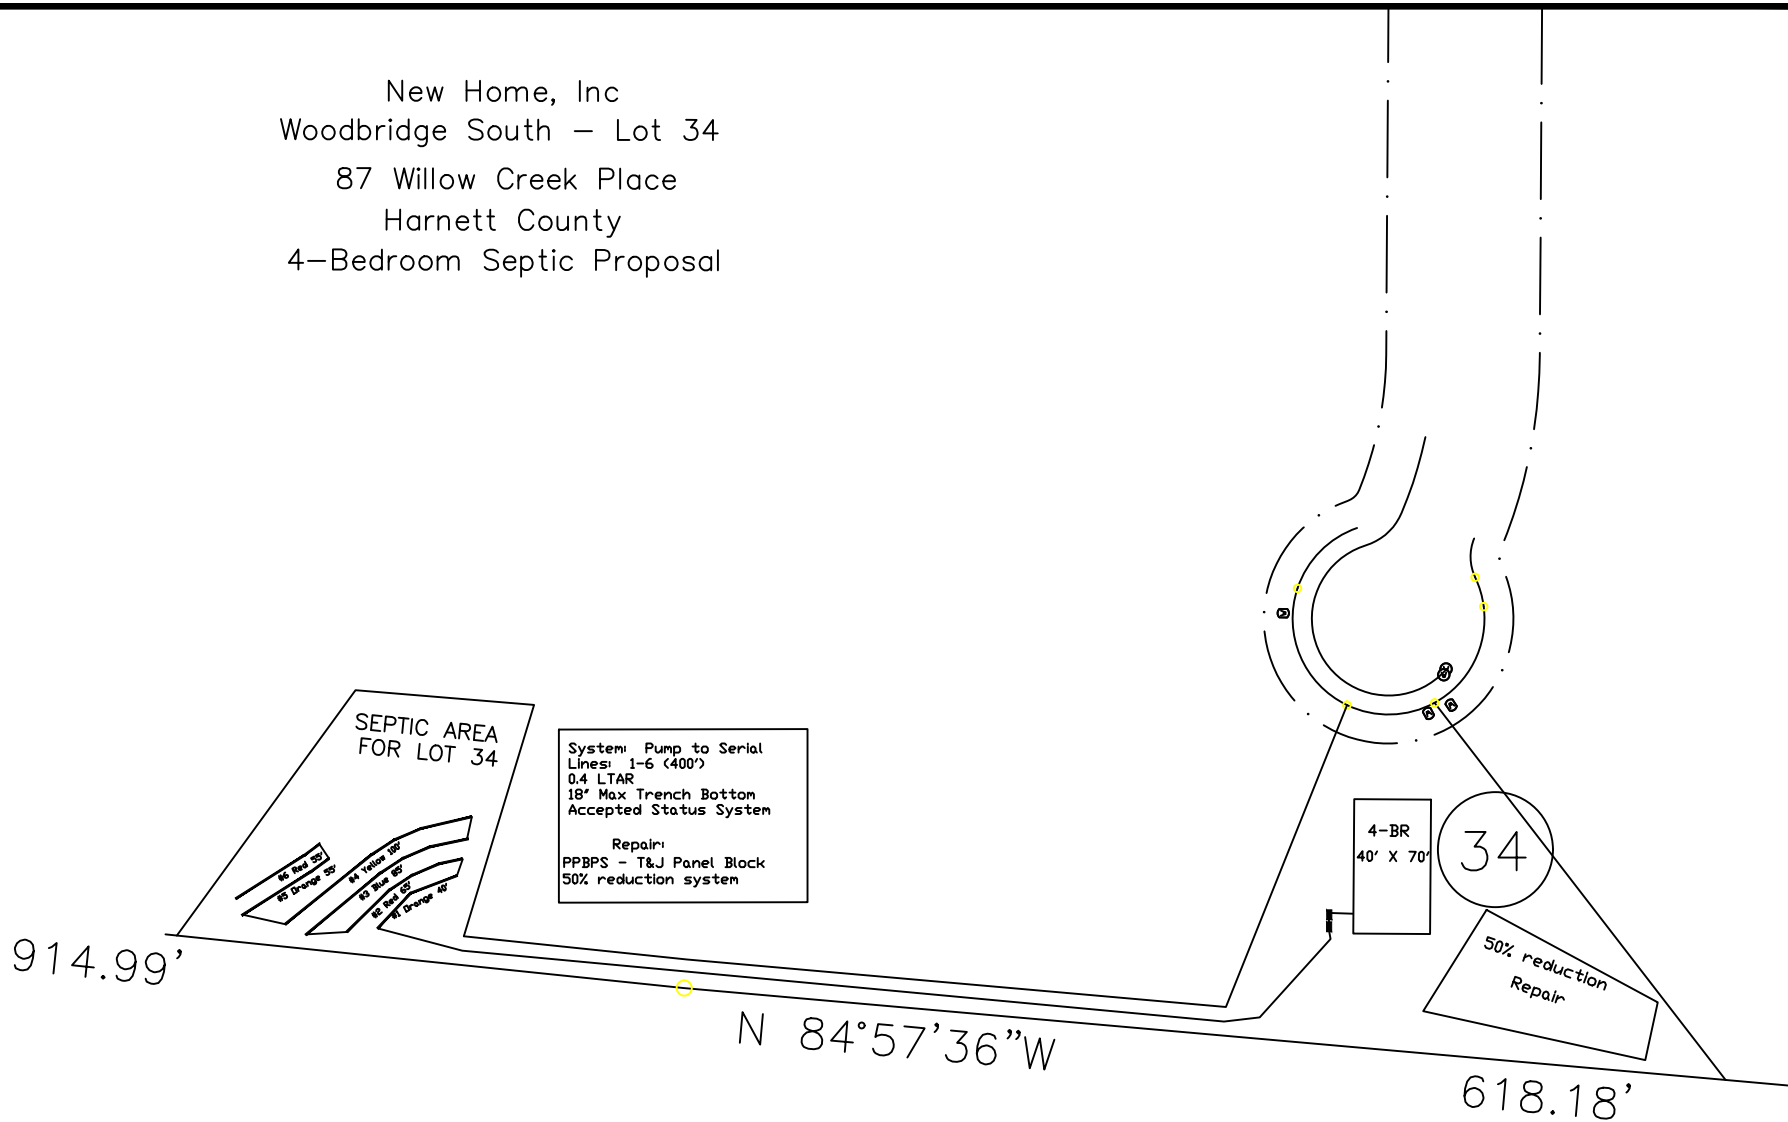 New Home, Inc
Woodbridge South – Lot 34
87 Willow Creek Place
Harnett County
4–Bedroom Septic Proposal
SEPTIC AREA
FOR LOT 34
System: Pump to Serial
Lines: 1-6 (400')
0.4 LTAR
18" Max Trench Bottom
Accepted Status System
Repair:
PPBPS - T&J Panel Block
50% reduction system
#6 Red 55'
#5 Orange 55'
#4 Yellow 100'
#3 Blue 85'
#2 Red 65'
#1 Orange 40'
4-BR
40' X 70'
34
50% reduction
Repair
914.99'
N 84°57'36"W
618.18'